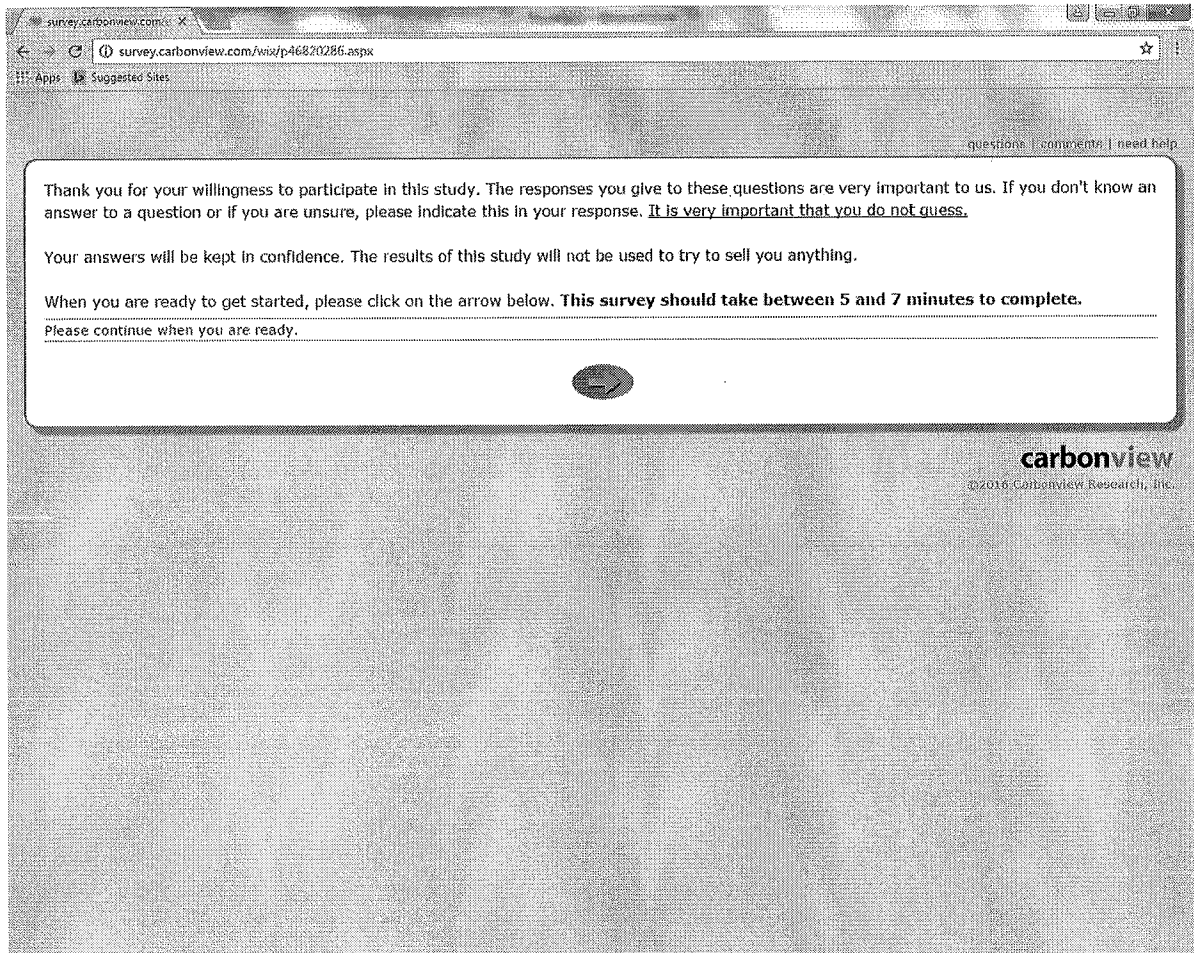 survey.carbonview.com/
survey.carbonview.com/wix/p46820286.aspx
Apps Suggested Sites
questions | comments | need help
Thank you for your willingness to participate in this study. The responses you give to these questions are very important to us. If you don't know an
answer to a question or if you are unsure, please indicate this in your response. It is very important that you do not guess.
Your answers will be kept in confidence. The results of this study will not be used to try to sell you anything.
When you are ready to get started, please click on the arrow below. This survey should take between 5 and 7 minutes to complete.
Please continue when you are ready.
carbonview
©2016 Carbonview Research, Inc.